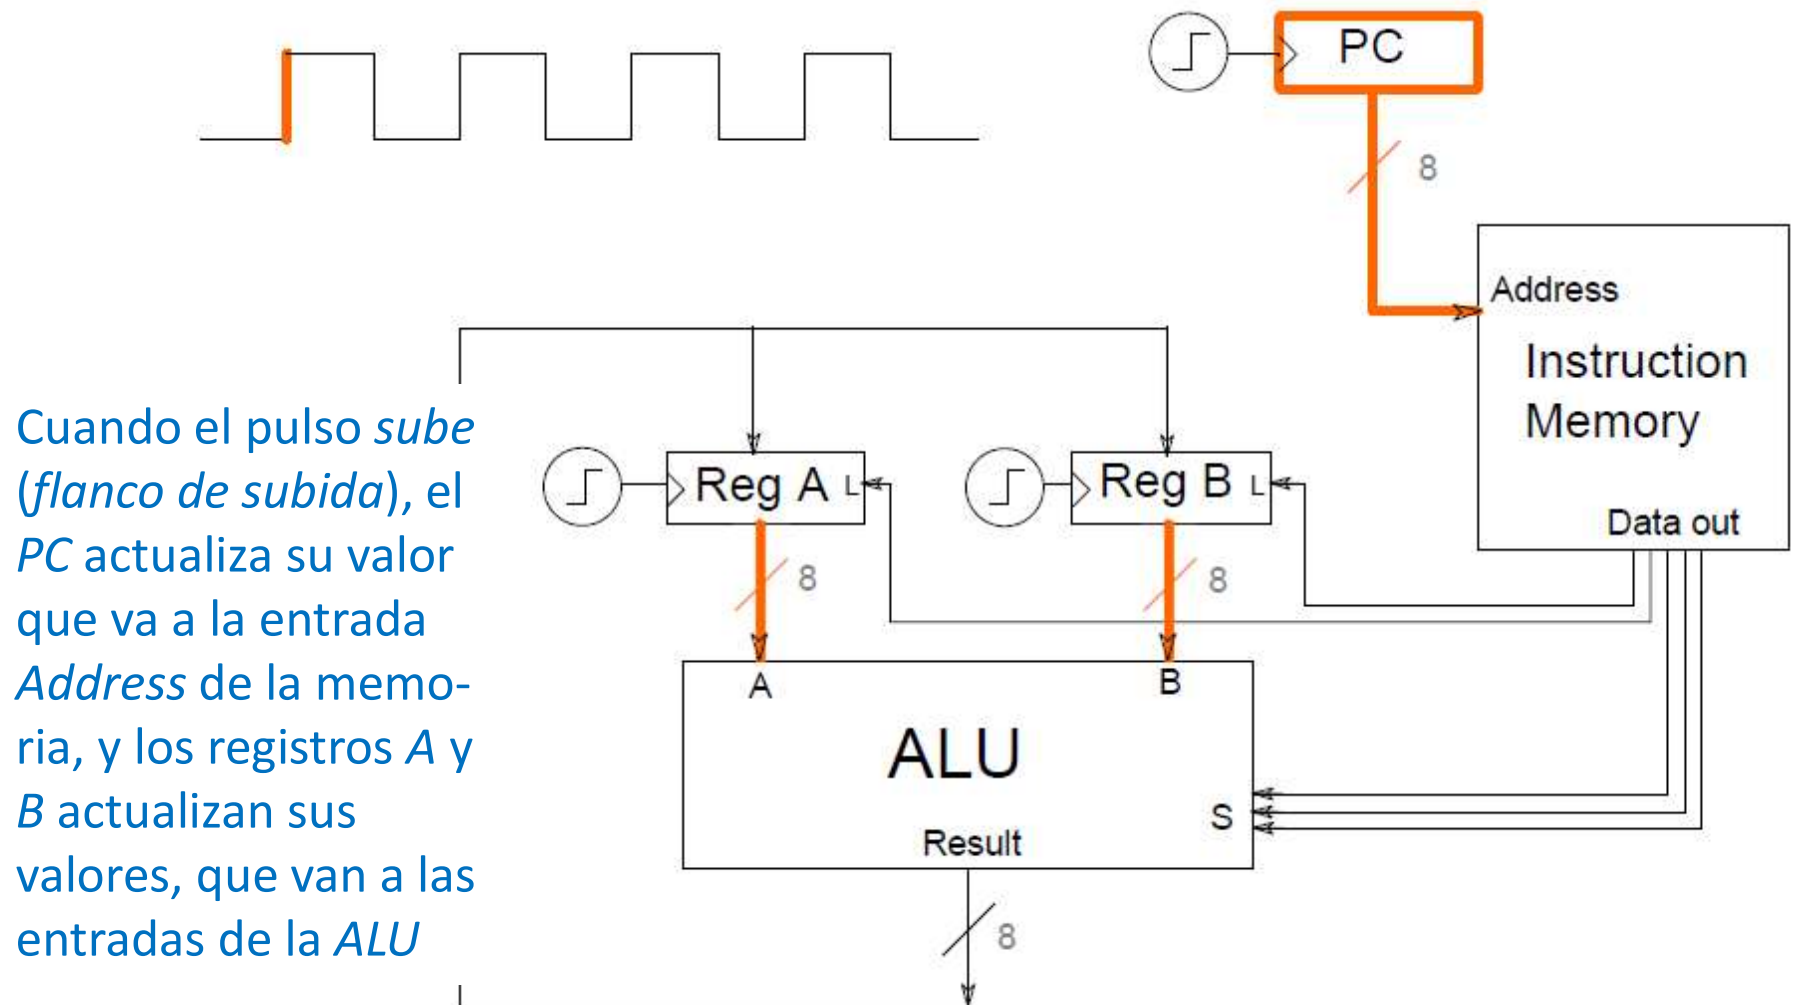 PC
8
Address
Instruction
Memory
Data out
Cuando el pulso sube
(flanco de subida), el
PC actualiza su valor
que va a la entrada
Address de la memo-
ria, y los registros A y
B actualizan sus
valores, que van a las
entradas de la ALU
Reg A L
Reg B L
8
8
A
B
ALU
S
Result
8